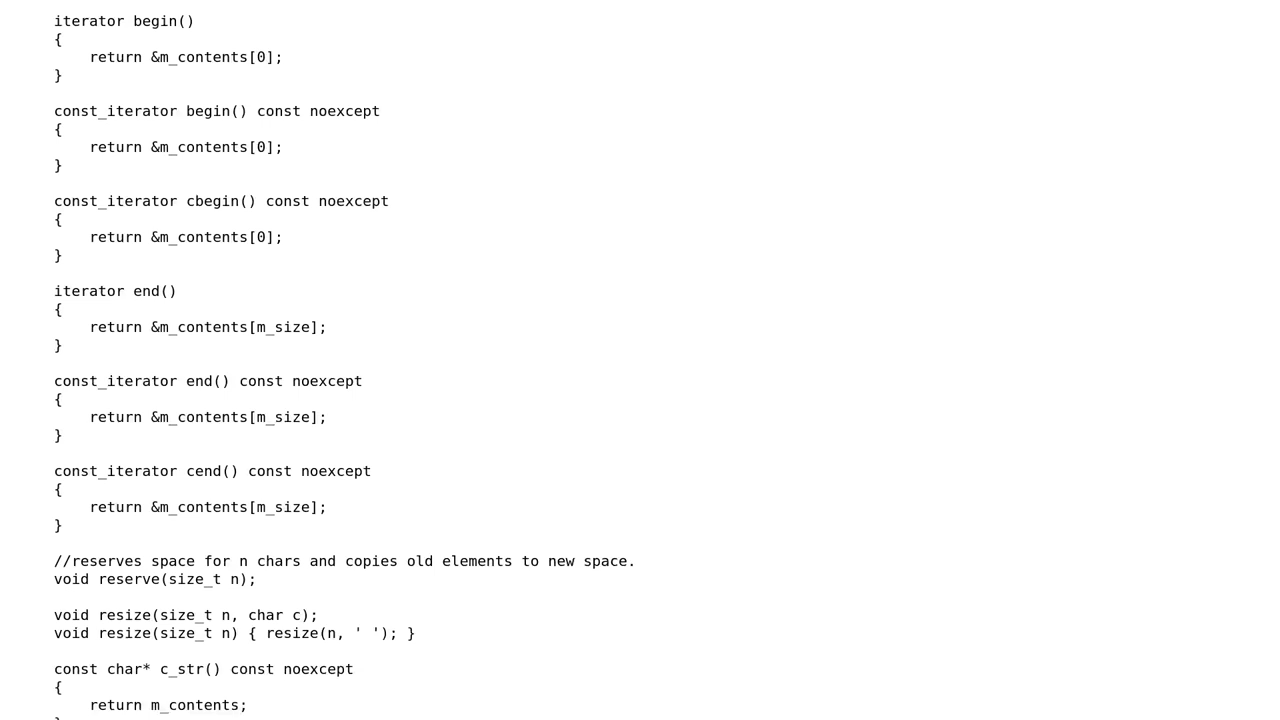 iterator begin()
{
    return &m_contents[0];
}

const_iterator begin() const noexcept
{
    return &m_contents[0];
}

const_iterator cbegin() const noexcept
{
    return &m_contents[0];
}

iterator end()
{
    return &m_contents[m_size];
}

const_iterator end() const noexcept
{
    return &m_contents[m_size];
}

const_iterator cend() const noexcept
{
    return &m_contents[m_size];
}

//reserves space for n chars and copies old elements to new space.
void reserve(size_t n);

void resize(size_t n, char c);
void resize(size_t n) { resize(n, ' '); }

const char* c_str() const noexcept
{
    return m_contents;
}